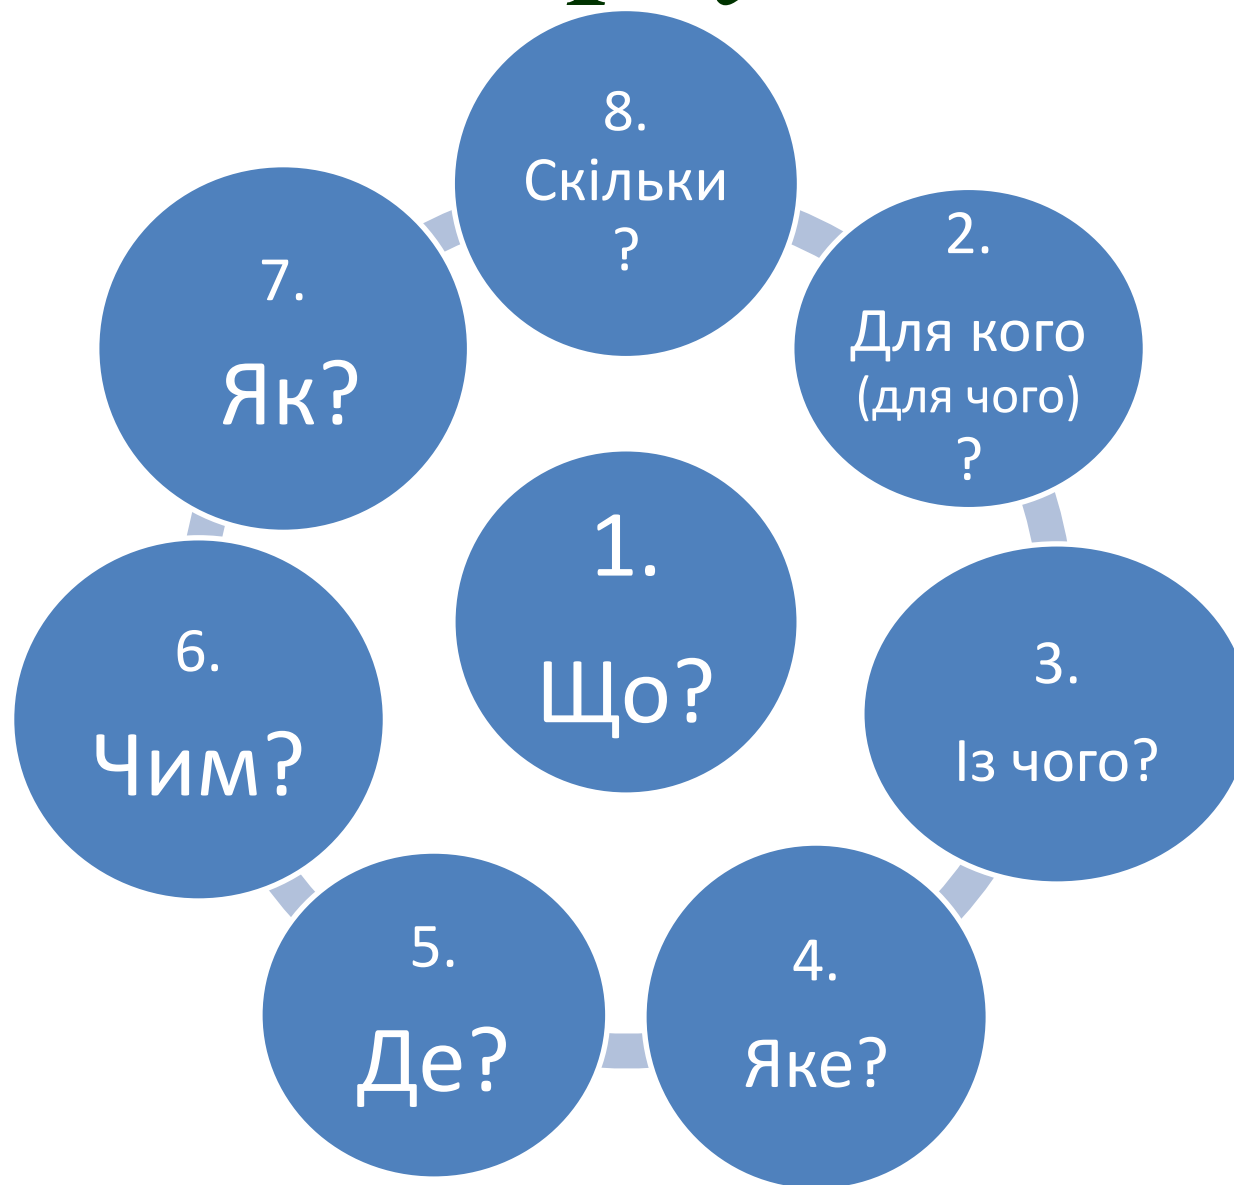 1.
Що?
2.
Для кого
(для чого)
?
3.
Із чого?
4.
Яке?
5.
Де?
6.
Чим?
7.
Як?
8.
Скільки
?